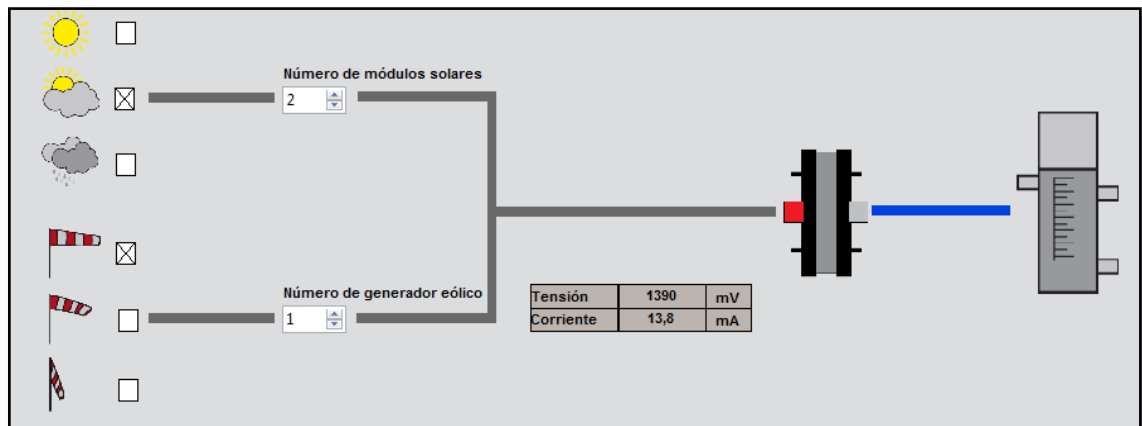 Número de módulos solares
2
Número de generador eólico
1
Tensión 1390 mV
Corriente 13,8 mA